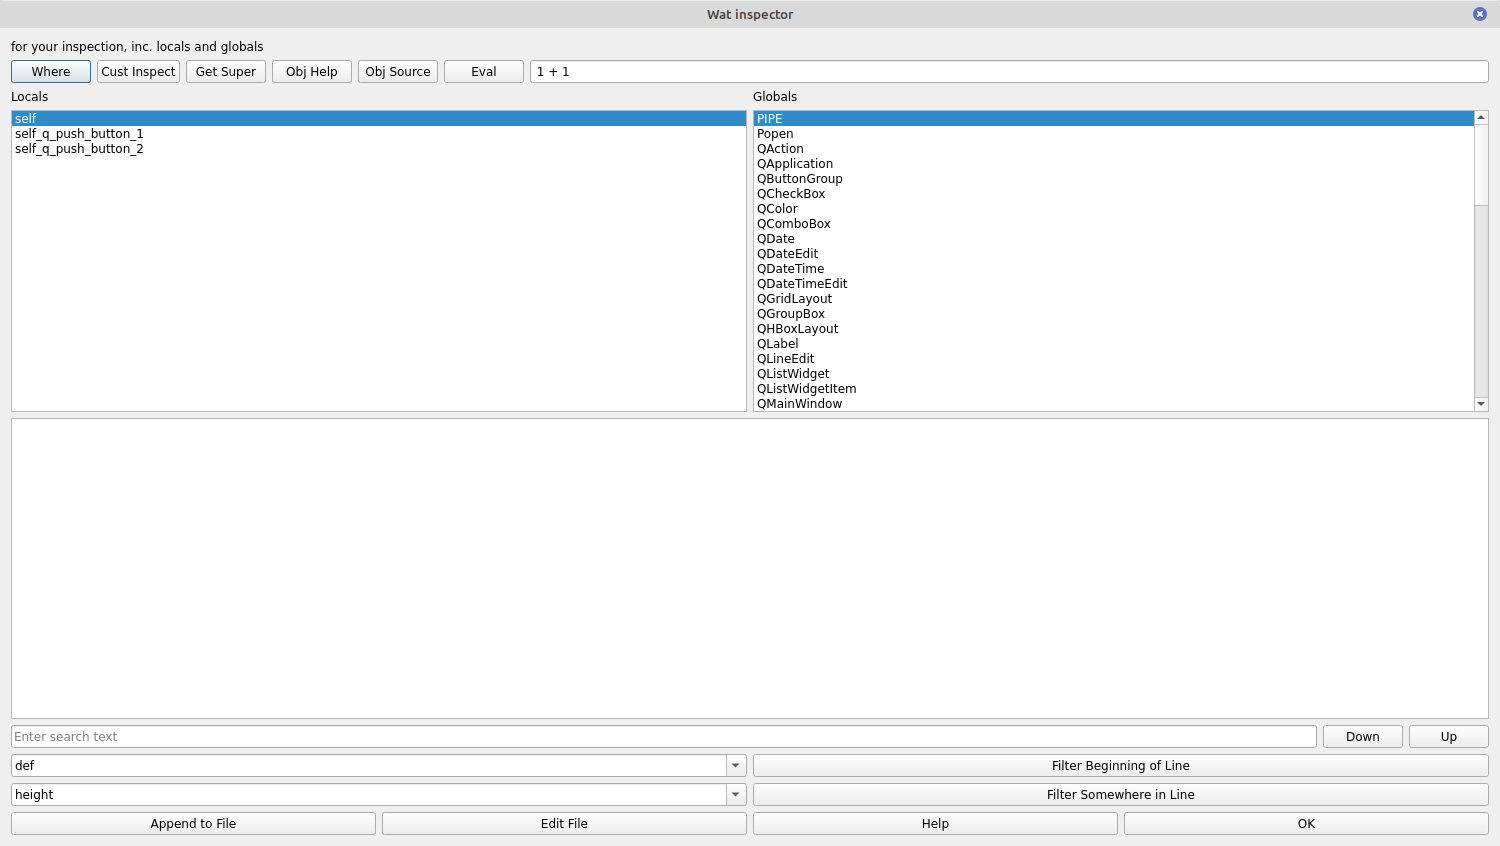 Wat inspector
for your inspection, inc. locals and globals
Where Cust Inspect Get Super Obj Help Obj Source Eval 1 + 1
Locals
self
self_q_push_button_1
self_q_push_button_2
Globals
PIPE
Popen
QAction
QApplication
QButtonGroup
QCheckBox
QColor
QComboBox
QDate
QDateEdit
QDateTime
QDateTimeEdit
QGridLayout
QGroupBox
QHBoxLayout
QLabel
QLineEdit
QListWidget
QListWidgetItem
QMainWindow
Enter search text Down Up
def Filter Beginning of Line
height Filter Somewhere in Line
Append to File Edit File Help OK